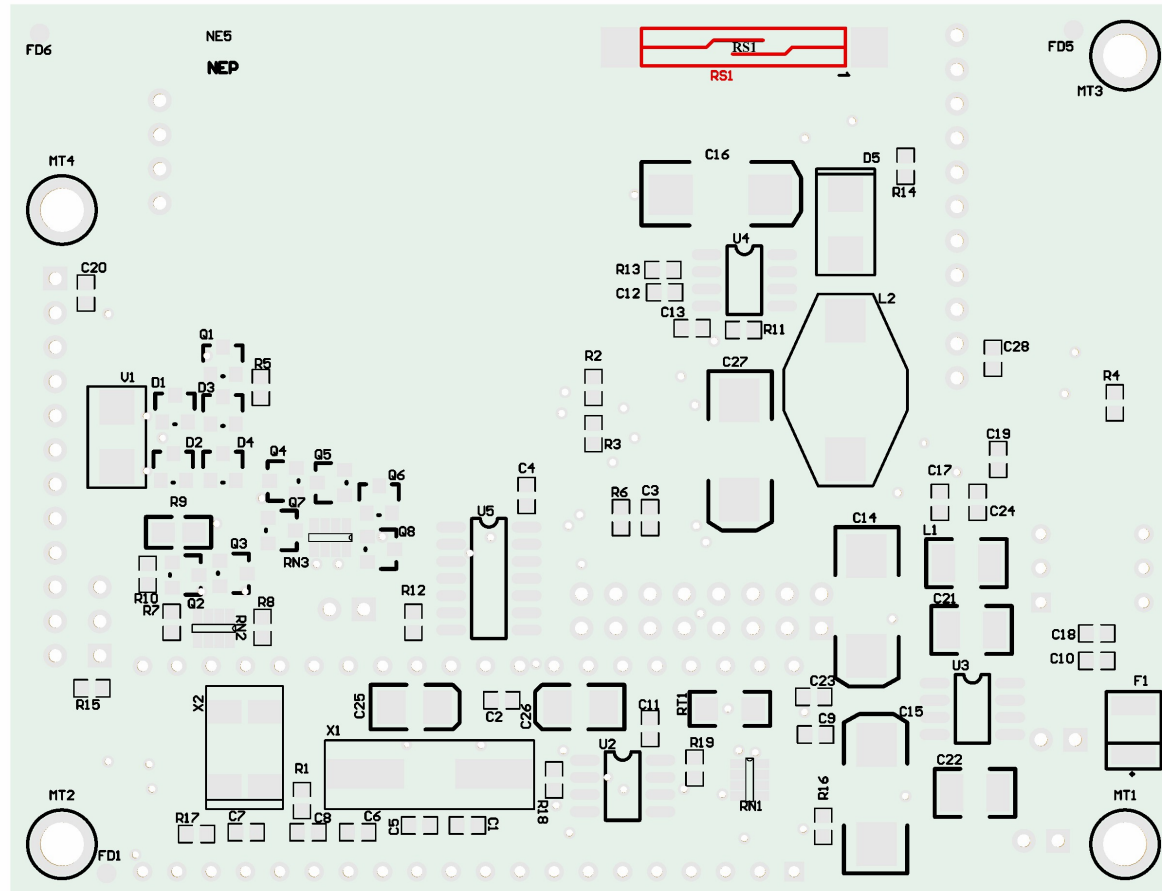 NE5
FD6
NEP
RS1
RS1
1
FD5
MT3
MT4
C16
D5
R14
U4
C20
R13
C12
L2
C13
R11
Q1
C28
R2
C27
R5
V1
D1
D3
R4
R3
D2
D4
Q4
Q5
Q6
C4
C19
C17
R6
C3
C24
R9
Q7
U5
Q8
C14
L1
Q3
RN3
R10
Q2
R12
C21
R7
R8
RN2
C18
C10
U3
F1
R15
X2
C25
C2
C26
C11
RT1
C23
C15
C9
X1
U2
R19
C22
R1
R18
RN1
R16
MT2
MT1
R17
C7
C8
C6
C5
C1
FD1